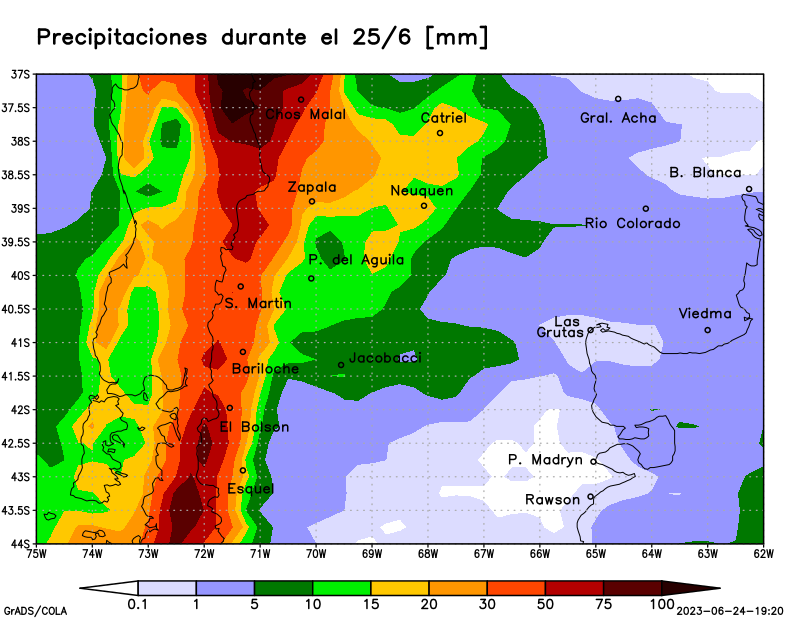 Precipitaciones durante el 25/6 [mm]
37S
37.5S
Chos Malal
Catriel
Gral. Acha
38S
38.5S
B. Blanca
Zapala
Neuquen
39S
Rio Colorado
39.5S
P. del Aguila
40S
S. Martin
40.5S
Viedma
Las
Grutas
41S
Jacobacci
Bariloche
41.5S
42S
El Bolson
42.5S
P. Madryn
43S
Esquel
Rawson
43.5S
44S
75W 74W 73W 72W 71W 70W 69W 68W 67W 66W 65W 64W 63W 62W
0.1 1 5 10 15 20 30 50 75 100
GrADS/COLA
2023-06-24-19:20